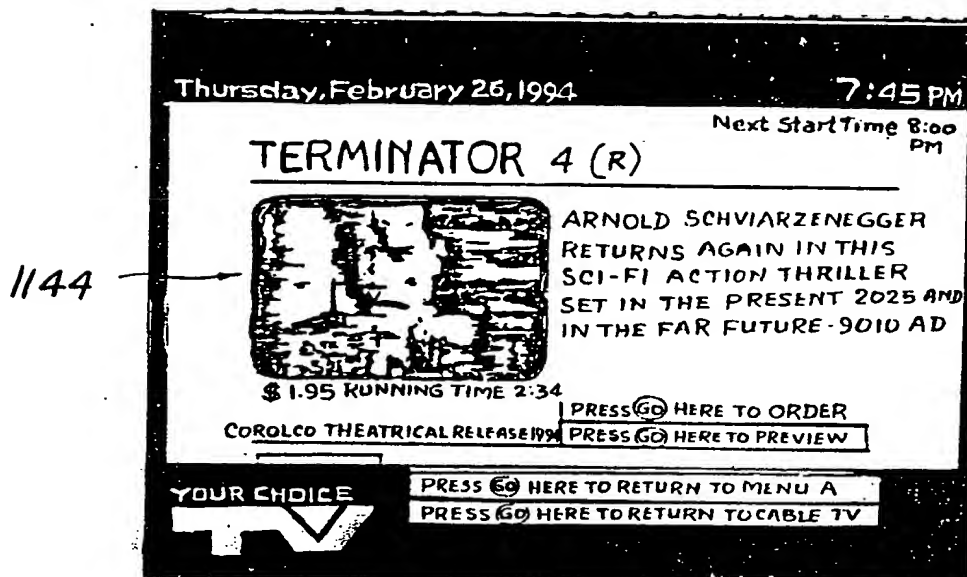 Thursday, February 26, 1994 7:45 PM
Next Start Time 8:00
PM
TERMINATOR 4 (R)
1144
ARNOLD SCHVIARZENEGGER
RETURNS AGAIN IN THIS
SCI-FI ACTION THRILLER
SET IN THE PRESENT 2025 AND
IN THE FAR FUTURE-9010 AD
$1.95 RUNNING TIME 2:34
PRESS GO HERE TO ORDER
COROLCO THEATRICAL RELEASE 1994 PRESS GO HERE TO PREVIEW
YOUR CHOICE
TV
PRESS GO HERE TO RETURN TO MENU A
PRESS GO HERE TO RETURN TO CABLE TV